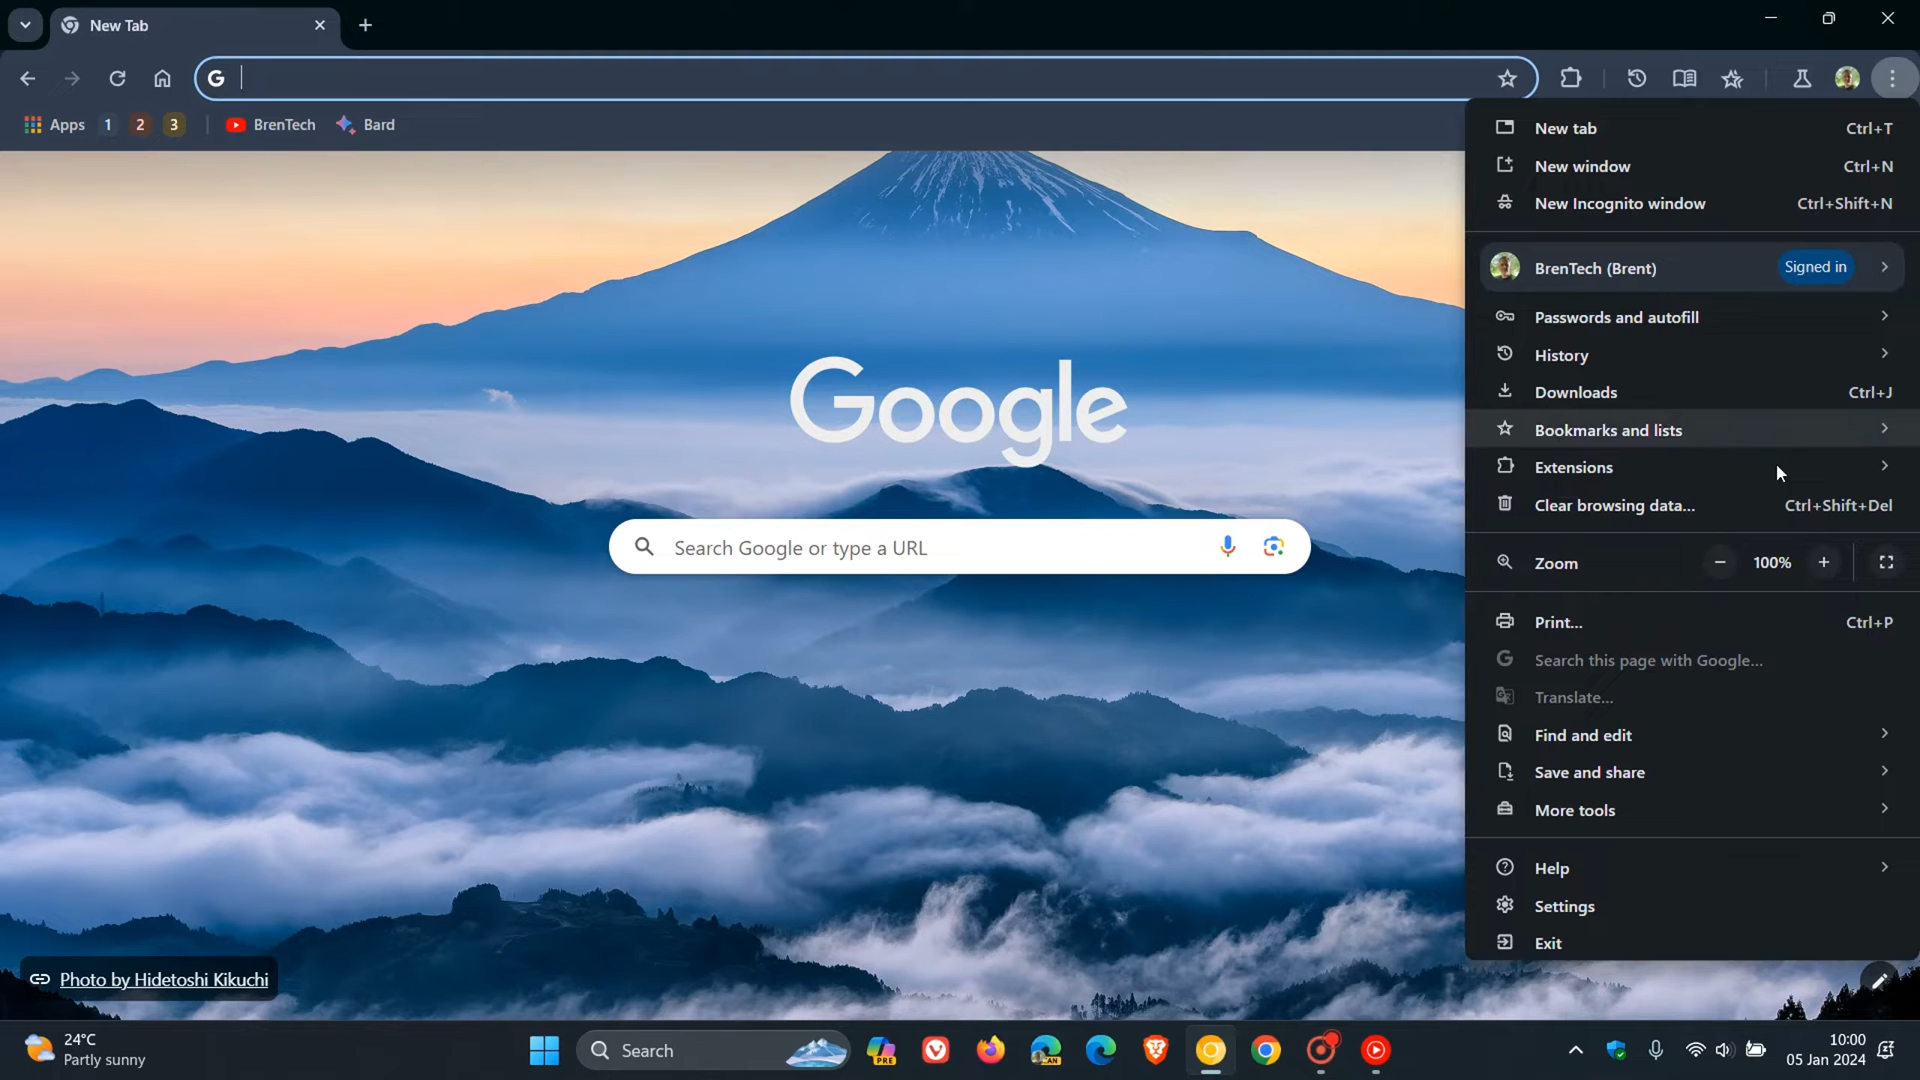 New Tab
Apps 1 2 3 BrenTech Bard
New tab Ctrl+T
New window Ctrl+N
New Incognito window Ctrl+Shift+N
BrenTech (Brent) Signed in
Passwords and autofill
History
Downloads Ctrl+J
Bookmarks and lists
Extensions
Clear browsing data... Ctrl+Shift+Del
Zoom 100%
Print... Ctrl+P
Search this page with Google...
Translate...
Find and edit
Save and share
More tools
Help
Settings
Exit
Google
Search Google or type a URL
Photo by Hidetoshi Kikuchi
24°C
Partly sunny
Search
PRE
CAN
10:00
05 Jan 2024